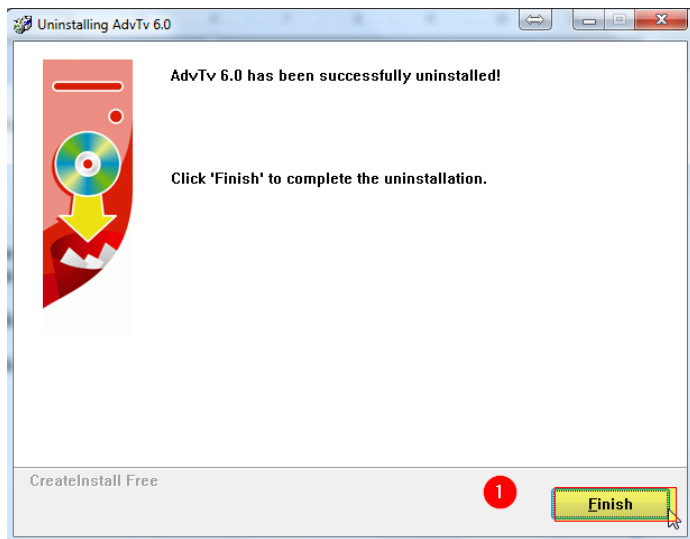 Uninstalling AdvTv 6.0
AdvTv 6.0 has been successfully uninstalled!
Click 'Finish' to complete the uninstallation.
CreateInstall Free
1
Finish